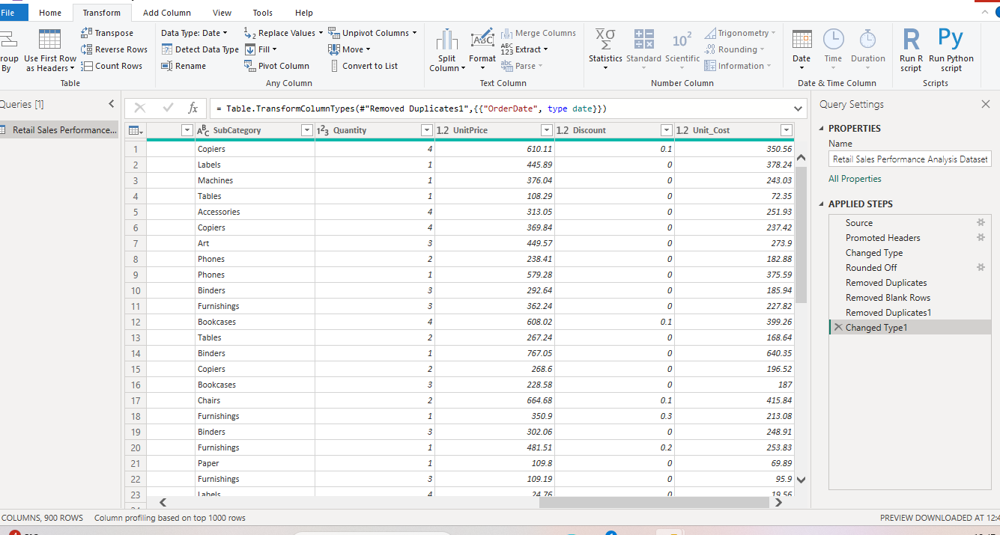 File Home Transform Add Column View Tools Help
Transpose Data Type: Date Replace Values Unpivot Columns Merge Columns Trigonometry
Reverse Rows Detect Data Type Fill Move Extract Rounding
Count Rows Rename Pivot Column Convert to List Parse Information
roup By Use First Row as Headers Split Column Format Statistics Standard Scientific Date Time Duration Run R script Run Python script
Table Any Column Text Column Number Column Date & Time Column Scripts
Queries [1]
Retail Sales Performance...
= Table.TransformColumnTypes(#"Removed Duplicates1",{{"OrderDate", type date}})
SubCategory Quantity UnitPrice Discount Unit_Cost
1 Copiers 4 610.11 0.1 350.56
2 Labels 1 445.89 0 378.24
3 Machines 1 376.04 0 243.03
4 Tables 1 108.29 0 72.35
5 Accessories 4 313.05 0 251.93
6 Copiers 4 369.84 0 237.42
7 Art 3 449.57 0 273.9
8 Phones 2 238.41 0 182.88
9 Phones 1 579.28 0 375.59
10 Binders 3 292.64 0 185.94
11 Furnishings 3 362.24 0 227.82
12 Bookcases 4 608.02 0.1 399.26
13 Tables 2 267.24 0 168.64
14 Binders 1 767.05 0 640.35
15 Copiers 2 268.6 0 196.52
16 Bookcases 3 228.58 0 187
17 Chairs 2 664.68 0.1 415.84
18 Furnishings 1 350.9 0.3 213.08
19 Binders 3 302.06 0 248.91
20 Furnishings 1 481.51 0.2 253.83
21 Paper 1 109.8 0 69.89
22 Furnishings 3 109.19 0 95.9
23 Labels 4 24.76 0 19.56
Query Settings
PROPERTIES
Name
Retail Sales Performance Analysis Dataset
All Properties
APPLIED STEPS
Source
Promoted Headers
Changed Type
Rounded Off
Removed Duplicates
Removed Blank Rows
Removed Duplicates1
Changed Type1
COLUMNS, 900 ROWS Column profiling based on top 1000 rows PREVIEW DOWNLOADED AT 12:4